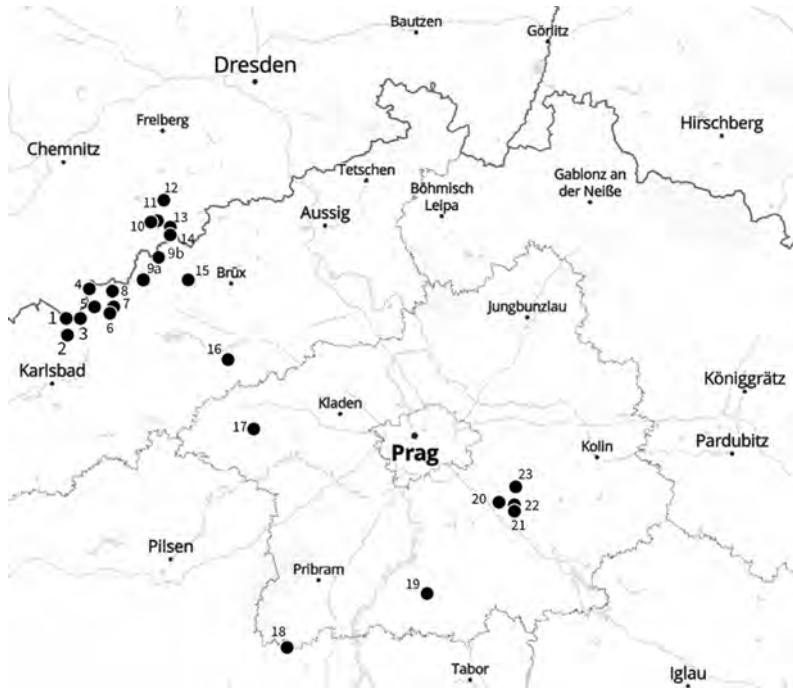 Bautzen
Görlitz
Dresden
Freiberg
Hirschberg
Chemnitz
Tetschen
Gablonz an
der Neiße
12
11
Böhmisch
Leipa
Aussig
10
13
14
9b
9a
15
Brüx
4
8
5
7
Jungbunzlau
1
6
3
2
16
Karlsbad
Königgrätz
Kladen
17
Prag
Kolin
Pardubitz
23
20
22
21
Pilsen
Pribram
19
18
Tabor
Iglau